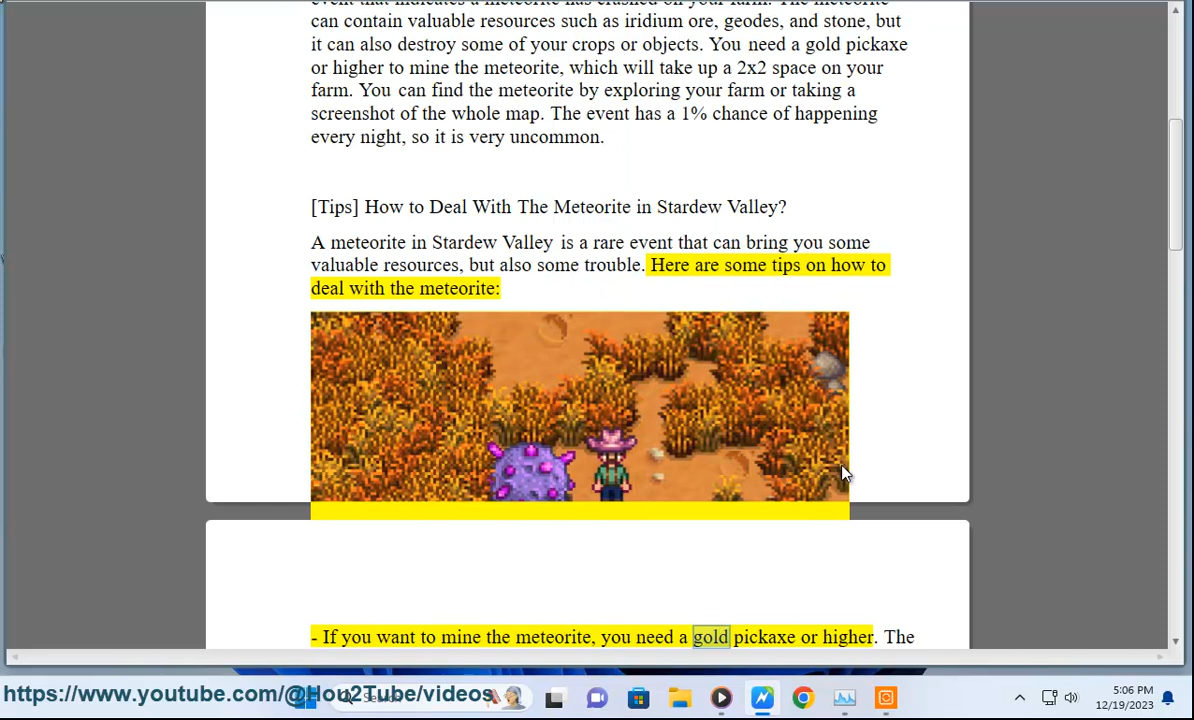 event that indicates a meteorite has crashed on your farm. The meteorite
can contain valuable resources such as iridium ore, geodes, and stone, but
it can also destroy some of your crops or objects. You need a gold pickaxe
or higher to mine the meteorite, which will take up a 2x2 space on your
farm. You can find the meteorite by exploring your farm or taking a
screenshot of the whole map. The event has a 1% chance of happening
every night, so it is very uncommon.
[Tips] How to Deal With The Meteorite in Stardew Valley?
A meteorite in Stardew Valley is a rare event that can bring you some
valuable resources, but also some trouble. Here are some tips on how to
deal with the meteorite:
- If you want to mine the meteorite, you need a gold pickaxe or higher. The
https://www.youtube.com/@Hou2Tube/videos
Search
5:06 PM
12/19/2023